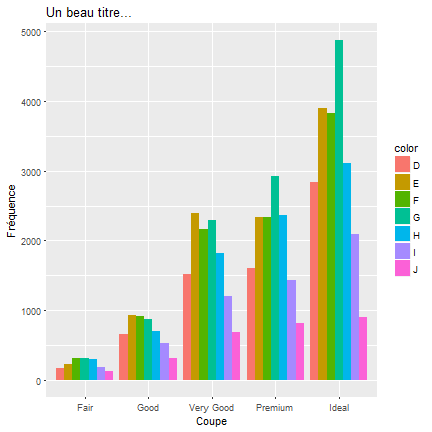 Un beau titre...
5000
4000
3000
2000
1000
0
Fréquence
Fair Good Very Good Premium Ideal
Coupe
color
D
E
F
G
H
I
J